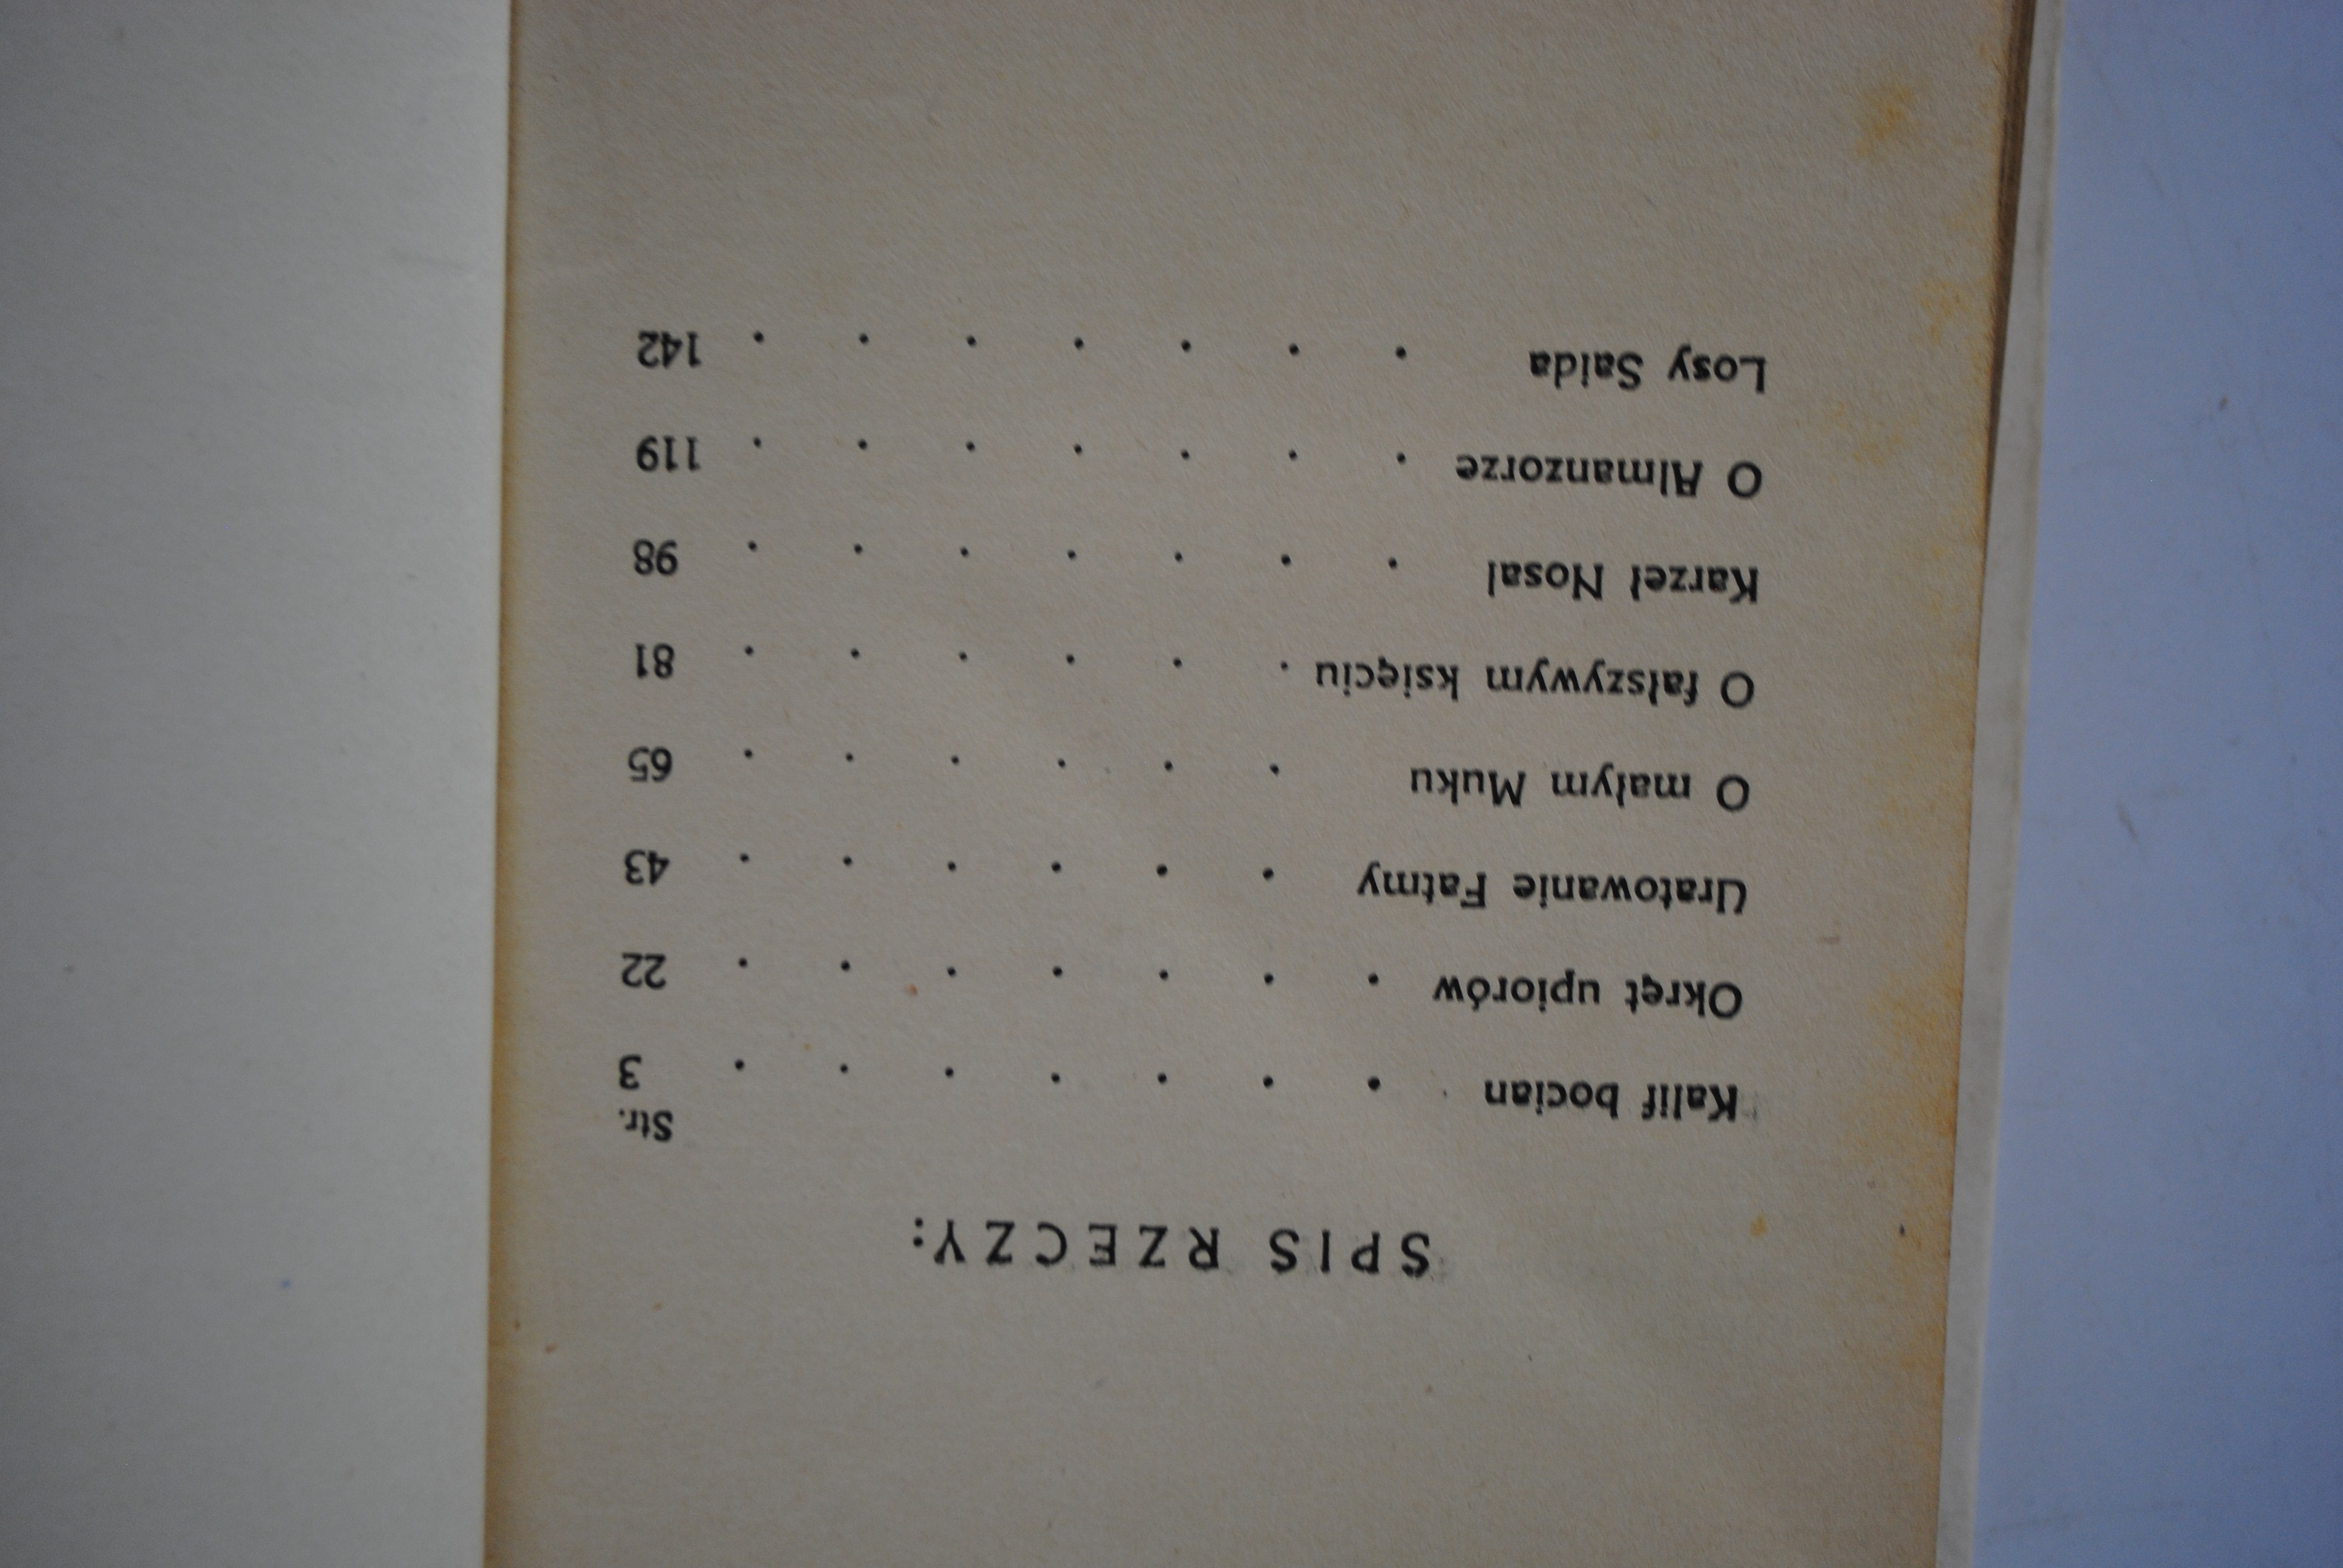 SPIS RZECZY:
Str.
Kalif bocian . . . . . . . 3
Okręt upiorów . . . . . . . 22
Uratowanie Fatmy . . . . . . 43
O małym Muku . . . . . . 65
O fałszywym księciu . . . . . . 81
Karzeł Nosal . . . . . . . 98
O Almanzorze . . . . . . . 119
Losy Saida . . . . . . . 142